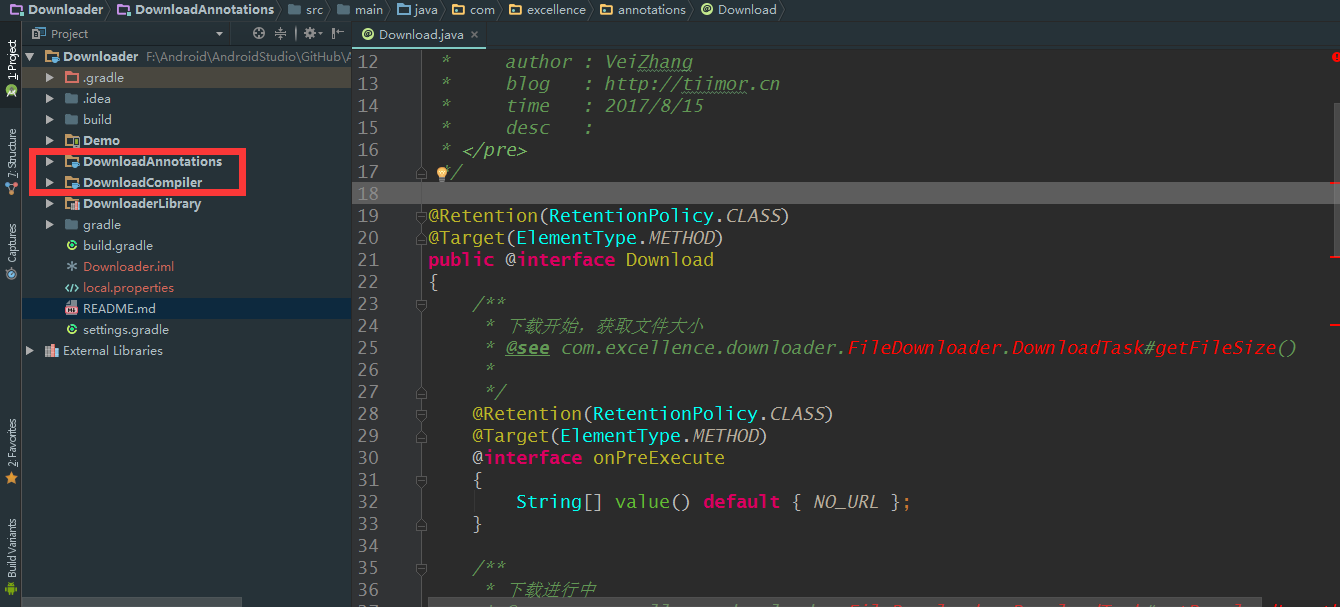 Downloader DownloadAnnotations src main java com excellence annotations Download
Project
Download.java
1: Project
7: Structure
Captures
2: Favorites
Build Variants
Downloader F:\Android\AndroidStudio\GitHub\A
.gradle
.idea
build
Demo
DownloadAnnotations
DownloadCompiler
DownloaderLibrary
gradle
build.gradle
Downloader.iml
local.properties
README.md
settings.gradle
External Libraries
12 * author : VeiZhang
13 * blog : http://tiimor.cn
14 * time : 2017/8/15
15 * desc :
16 * </pre>
17 */
18
19 @Retention(RetentionPolicy.CLASS)
20 @Target(ElementType.METHOD)
21 public @interface Download
22 {
23 /**
24 * 下载开始，获取文件大小
25 * @see com.excellence.downloader.FileDownloader.DownloadTask#getFileSize()
26 *
27 */
28 @Retention(RetentionPolicy.CLASS)
29 @Target(ElementType.METHOD)
30 @interface onPreExecute
31 {
32 String[] value() default { NO_URL };
33 }
34
35 /**
36 * 下载进行中